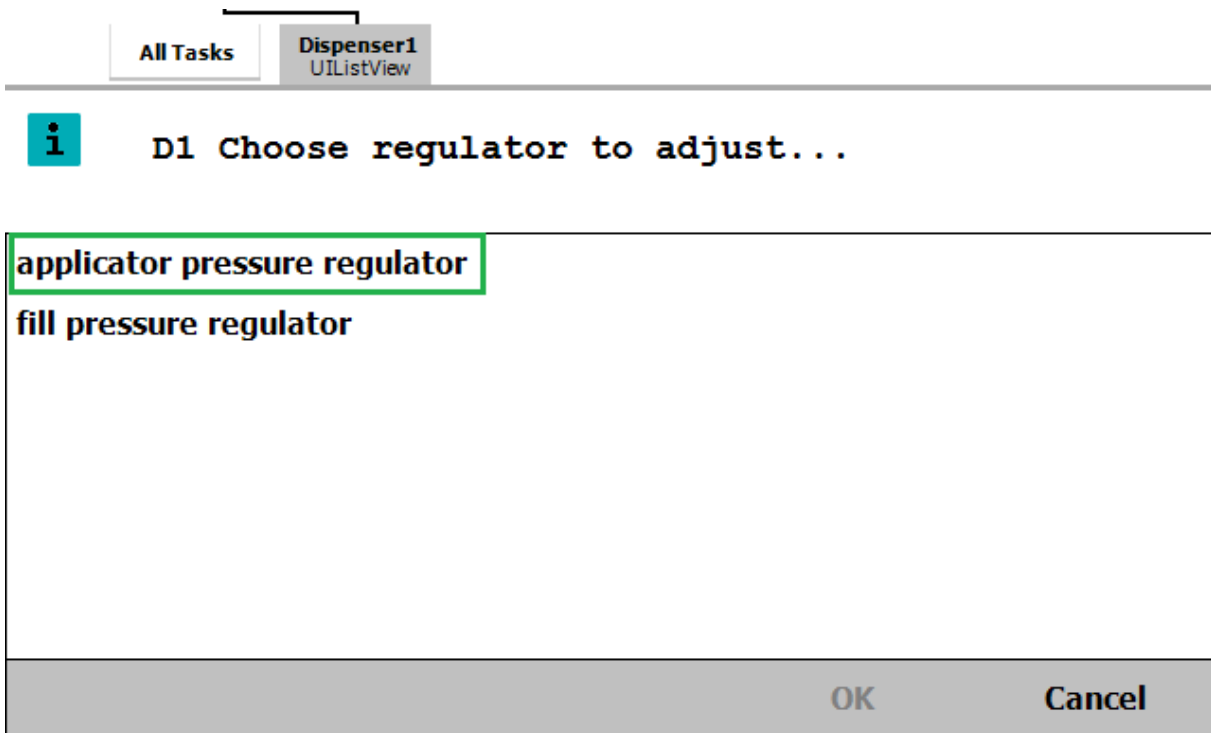 All Tasks
Dispenser1
UIListView
i
D1 Choose regulator to adjust...
applicator pressure regulator
fill pressure regulator
OK
Cancel